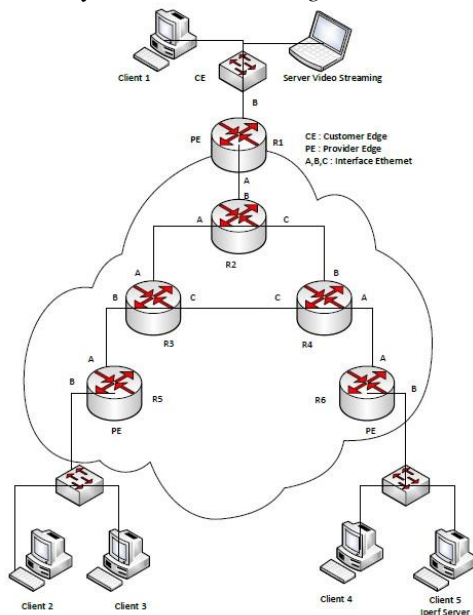 Client 1
CE
Server Video Streaming
B
PE
R1
CE : Customer Edge
PE : Provider Edge
A,B,C : Interface Ethernet
A
B
A
C
R2
A
B
B
C
C
A
R3
R4
A
A
B
R5
R6
B
PE
PE
Client 2
Client 3
Client 4
Client 5
Iperf Server